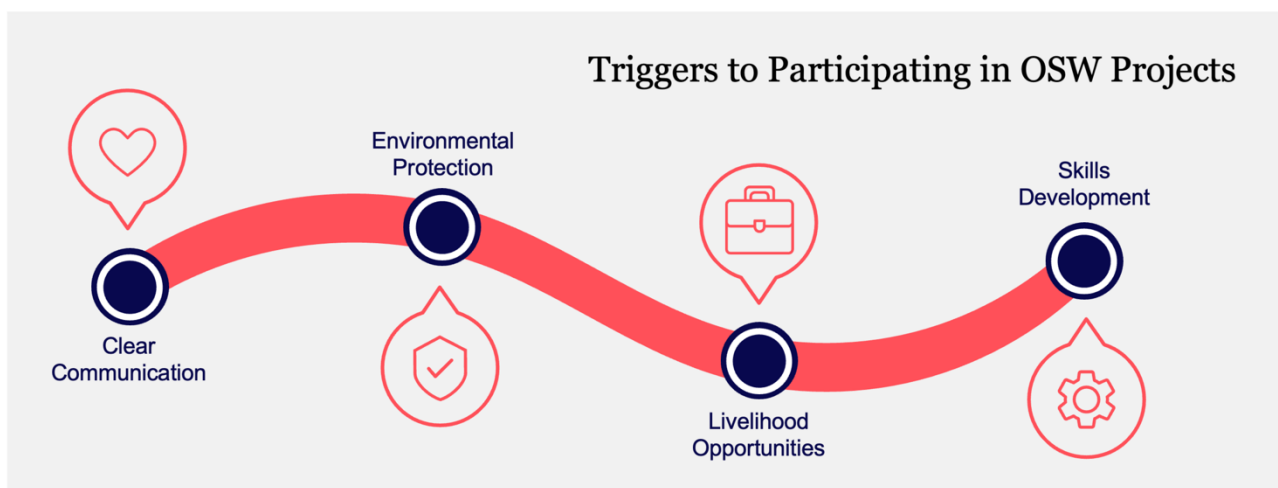 Triggers to Participating in OSW Projects
Clear
Communication
Environmental
Protection
Livelihood
Opportunities
Skills
Development